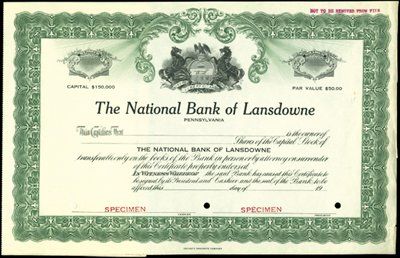 NOT TO BE REMOVED FROM FILE
CAPITAL $150,000
PAR VALUE $50.00
The National Bank of Lansdowne
PENNSYLVANIA
This Certifies that
is the owner of
Shares of the Capital Stock of
THE NATIONAL BANK OF LANSDOWNE
transferable only on the books of the Bank in person or by attorney on surrender
of this Certificate properly endorsed.
In Witness Whereof the said Bank has caused this Certificate to
be signed by its President and Cashier and the seal of the Bank to be
affixed this day of 19
SPECIMEN SPECIMEN
CASHIER PRESIDENT